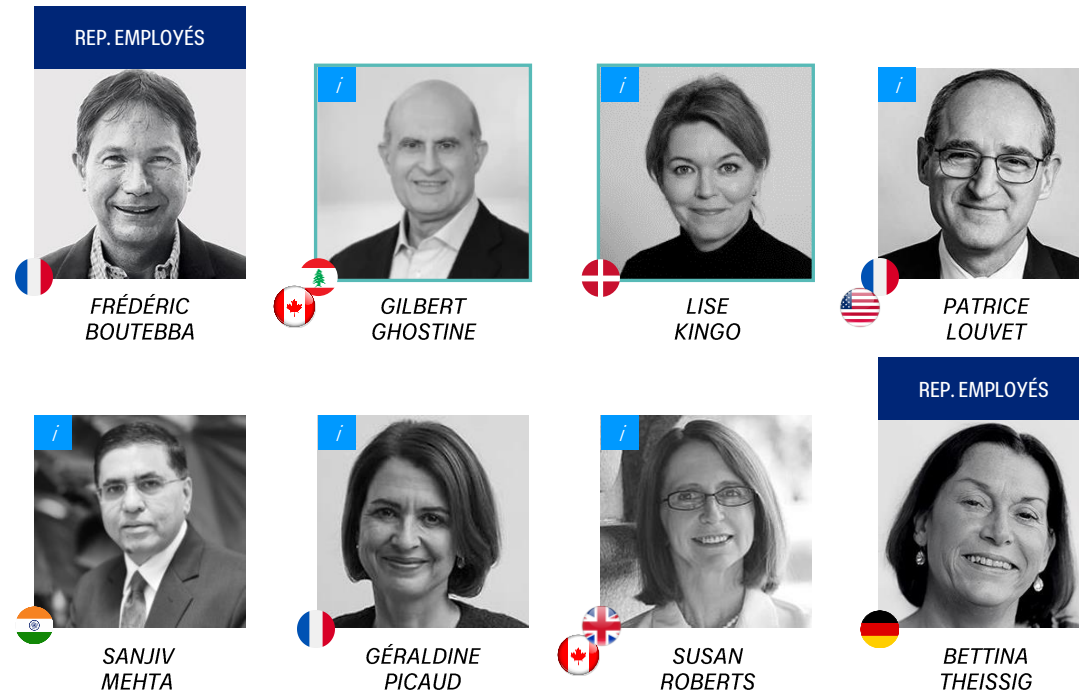 REP. EMPLOYÉS
i
i
i
FRÉDÉRIC
BOUTEBBA
GILBERT
GHOSTINE
LISE
KINGO
PATRICE
LOUVET
REP. EMPLOYÉS
i
i
i
SANJIV
MEHTA
GÉRALDINE
PICAUD
SUSAN
ROBERTS
BETTINA
THEISSIG